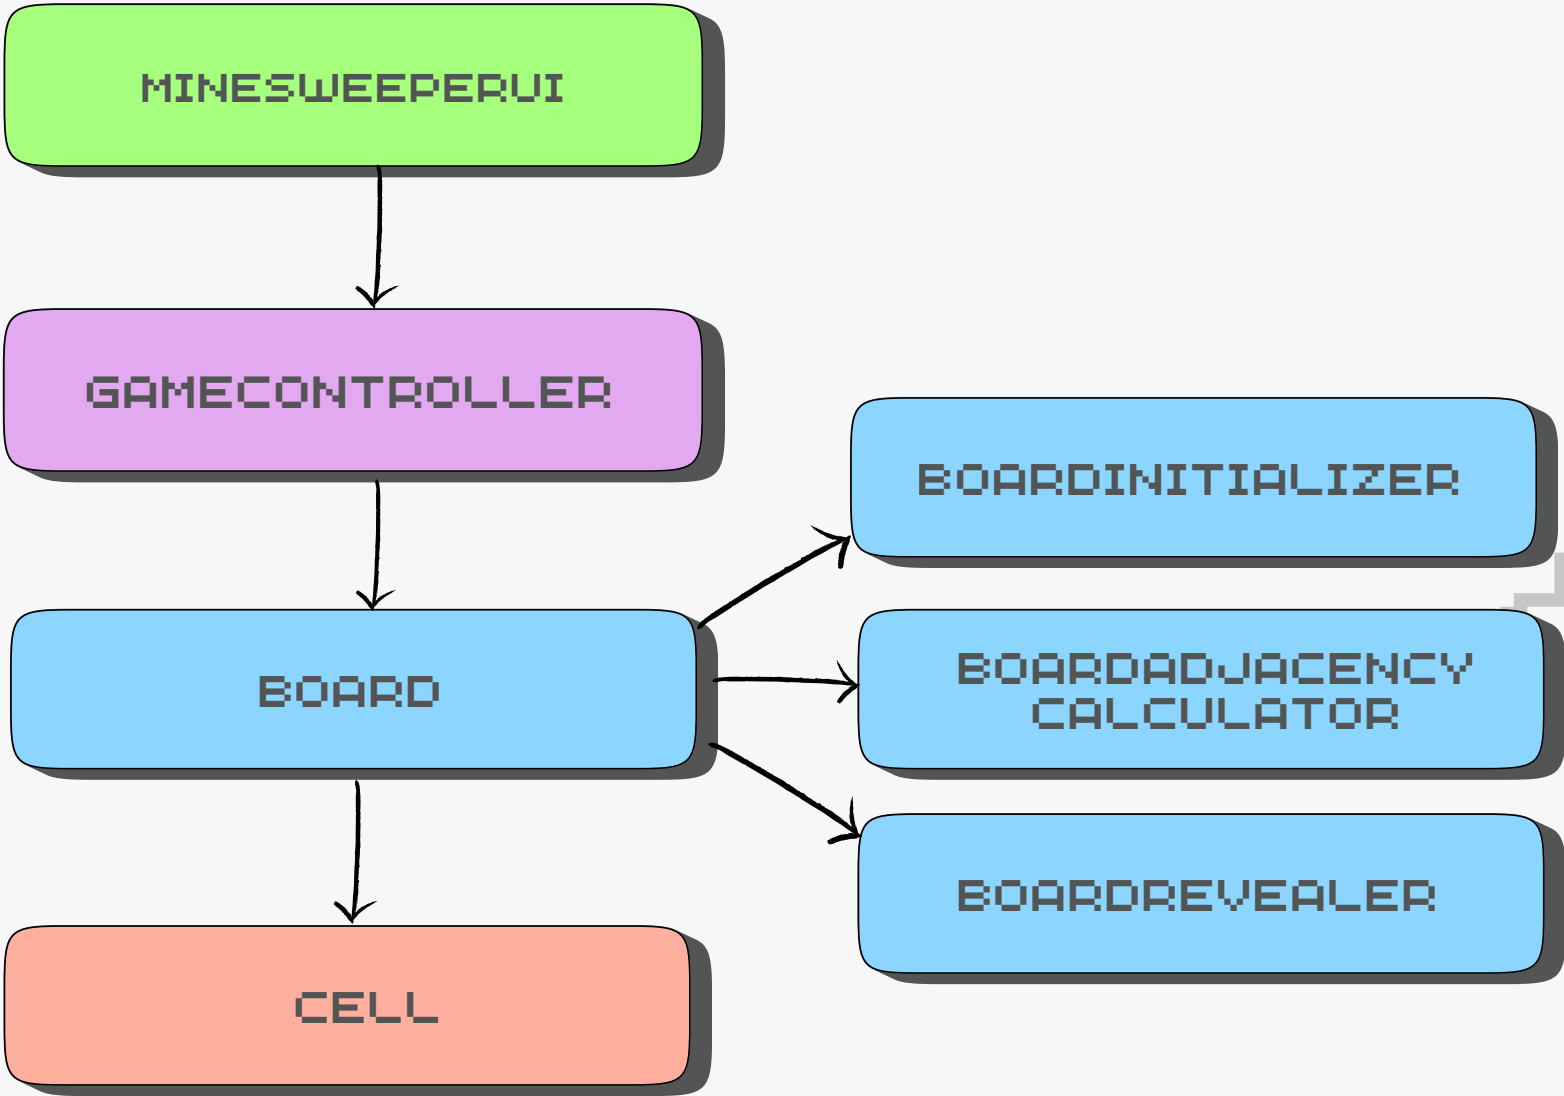 MINESWEEPERUI
GAMECONTROLLER
BOARDINITIALIZER
BOARD
BOARDADJACENCY
CALCULATOR
BOARDREVEALER
CELL